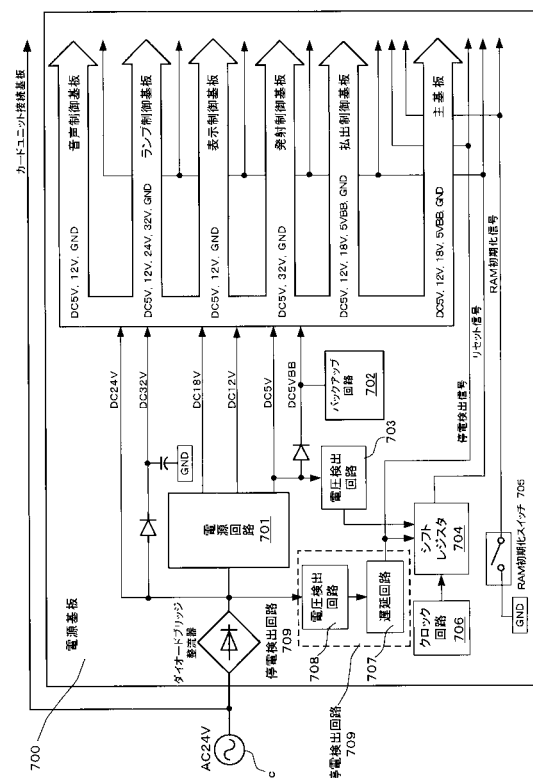 カードユニット接続基板
音声制御基板
ランプ制御基板
表示制御基板
発射制御基板
払出制御基板
主基板
DC5V, 12V, GND
DC5V, 12V, 24V, 32V, GND
DC5V, 12V, GND
DC5V, 32V, GND
DC5V, 12V, 18V, 5VBB, GND
DC5V, 12V, 18V, 5VBB, GND
DC24V
DC32V
DC18V
DC12V
DC5V
DC5VBB
GND
バックアップ
回路
702
停電検出信号
リセット信号
RAM初期化信号
電源基板
700
電源回路
701
電圧検出
回路
703
シフト
レジスタ
704
RAM初期化スイッチ 705
GND
ダイオードブリッジ
整流器
停電検出回路
709
電圧検出
回路
708
遅延回路
707
クロック
回路
706
AC24V
c
停電検出回路
709